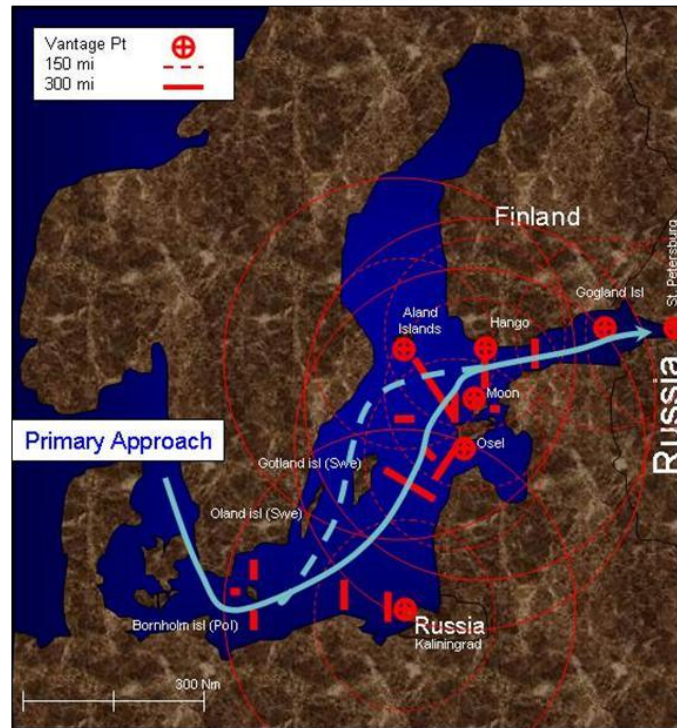 Vantage Pt
150 mi
300 mi
Finland
St. Petersburg
Gogland Isl
Aland
Islands
Hango
Russia
Moon
Primary Approach
Osel
Gotland isl (Swe)
Oland isl (Swe)
Bornholm isl (Pol)
Russia
Kaliningrad
300 Nm